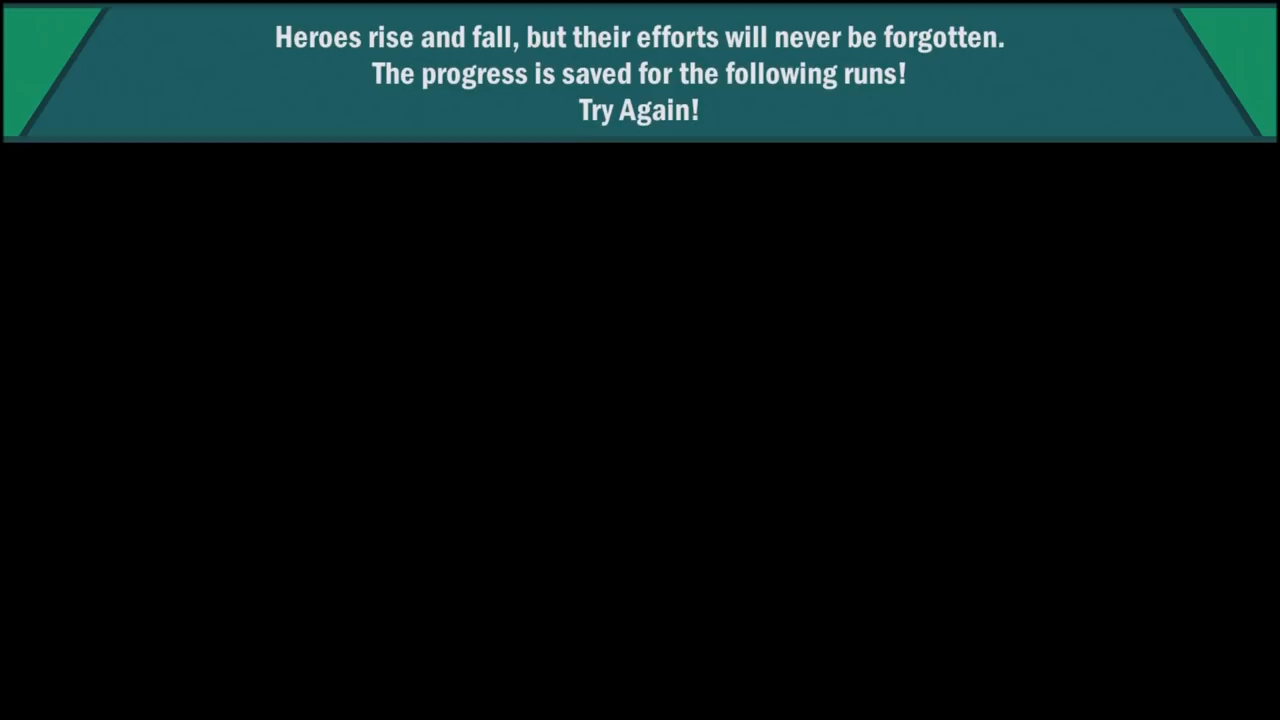 Heroes rise and fall, but their efforts will never be forgotten.
The progress is saved for the following runs!
Try Again!